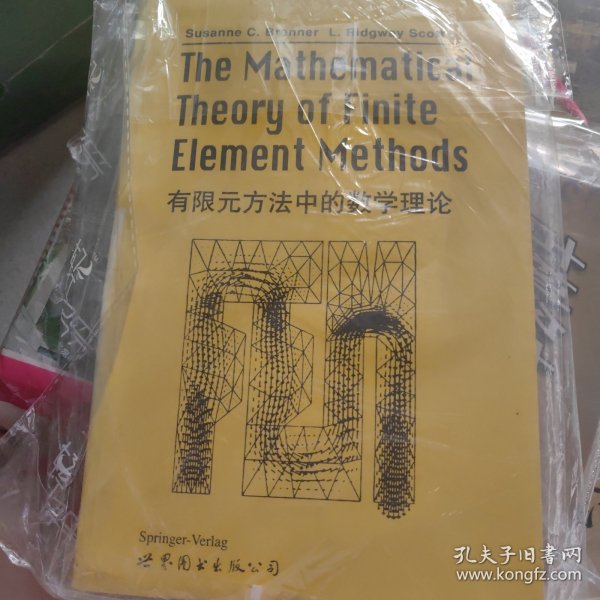 Susanne C. Brenner L. Ridgway Scott
The Mathematical
Theory of Finite
Element Methods
有限元方法中的数学理论
Springer-Verlag
世界图书出版公司
孔夫子旧书网
www.kongfz.com